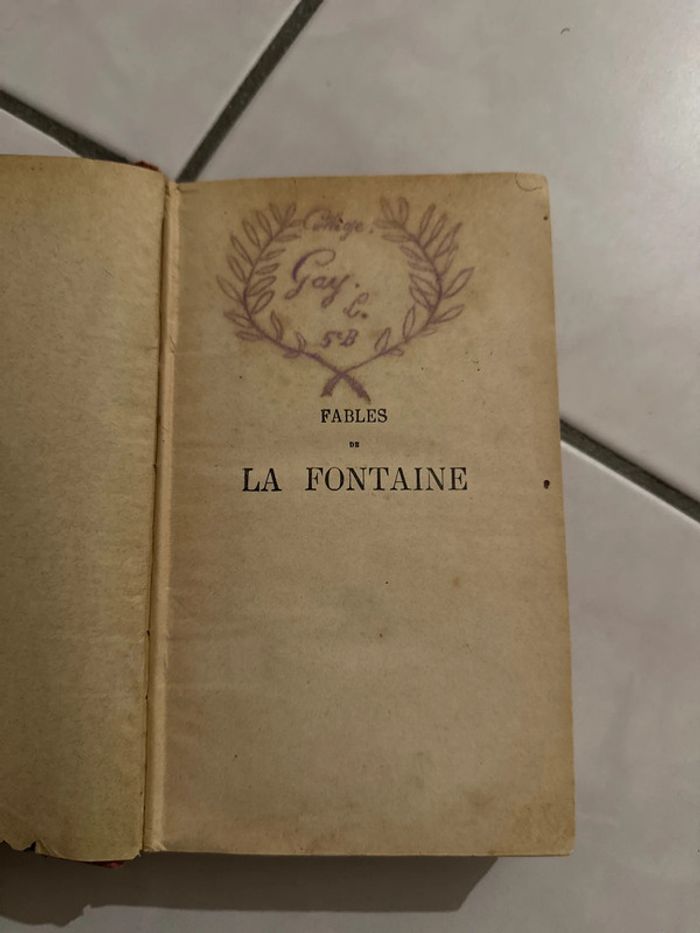 Collège.
Gay.
L.
5e B
FABLES
DE
LA FONTAINE